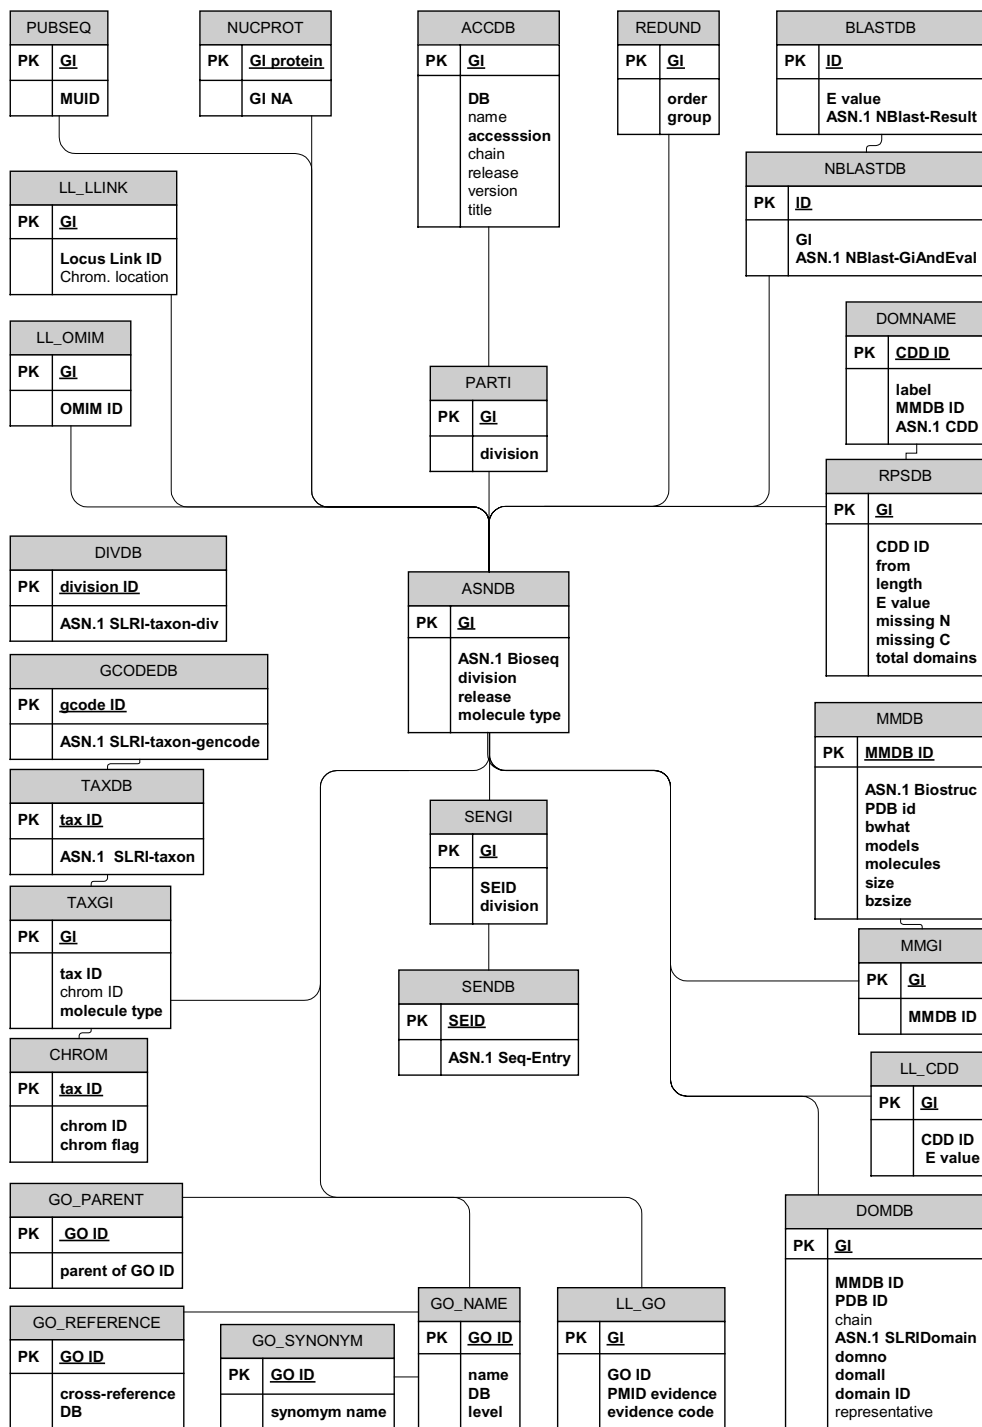 PUBSEQ
PK GI
MUID
NUCPROT
PK GI protein
GI NA
ACCDB
PK GI
DB
name
accesssion
chain
release
version
title
REDUND
PK GI
order
group
BLASTDB
PK ID
E value
ASN.1 NBlast-Result
LL_LLINK
PK GI
Locus Link ID
Chrom. location
NBLASTDB
PK ID
GI
ASN.1 NBlast-GiAndEval
LL_OMIM
PK GI
OMIM ID
PARTI
PK GI
division
DOMNAME
PK CDD ID
label
MMDB ID
ASN.1 CDD
RPSDB
PK GI
CDD ID
from
length
E value
missing N
missing C
total domains
DIVDB
PK division ID
ASN.1 SLRI-taxon-div
ASNDB
PK GI
ASN.1 Bioseq
division
release
molecule type
GCODEDB
PK gcode ID
ASN.1 SLRI-taxon-gencode
MMDB
PK MMDB ID
ASN.1 Biostruc
PDB id
bwhat
models
molecules
size
bzsize
TAXDB
PK tax ID
ASN.1 SLRI-taxon
SENGI
PK GI
SEID
division
TAXGI
PK GI
tax ID
chrom ID
molecule type
MMGI
PK GI
MMDB ID
SENDB
PK SEID
ASN.1 Seq-Entry
CHROM
PK tax ID
chrom ID
chrom flag
LL_CDD
PK GI
CDD ID
E value
GO_PARENT
PK GO ID
parent of GO ID
DOMDB
PK GI
MMDB ID
PDB ID
chain
ASN.1 SLRIDomain
domno
domall
domain ID
representative
GO_REFERENCE
PK GO ID
cross-reference
DB
GO_SYNONYM
PK GO ID
synomym name
GO_NAME
PK GO ID
name
DB
level
LL_GO
PK GI
GO ID
PMID evidence
evidence code